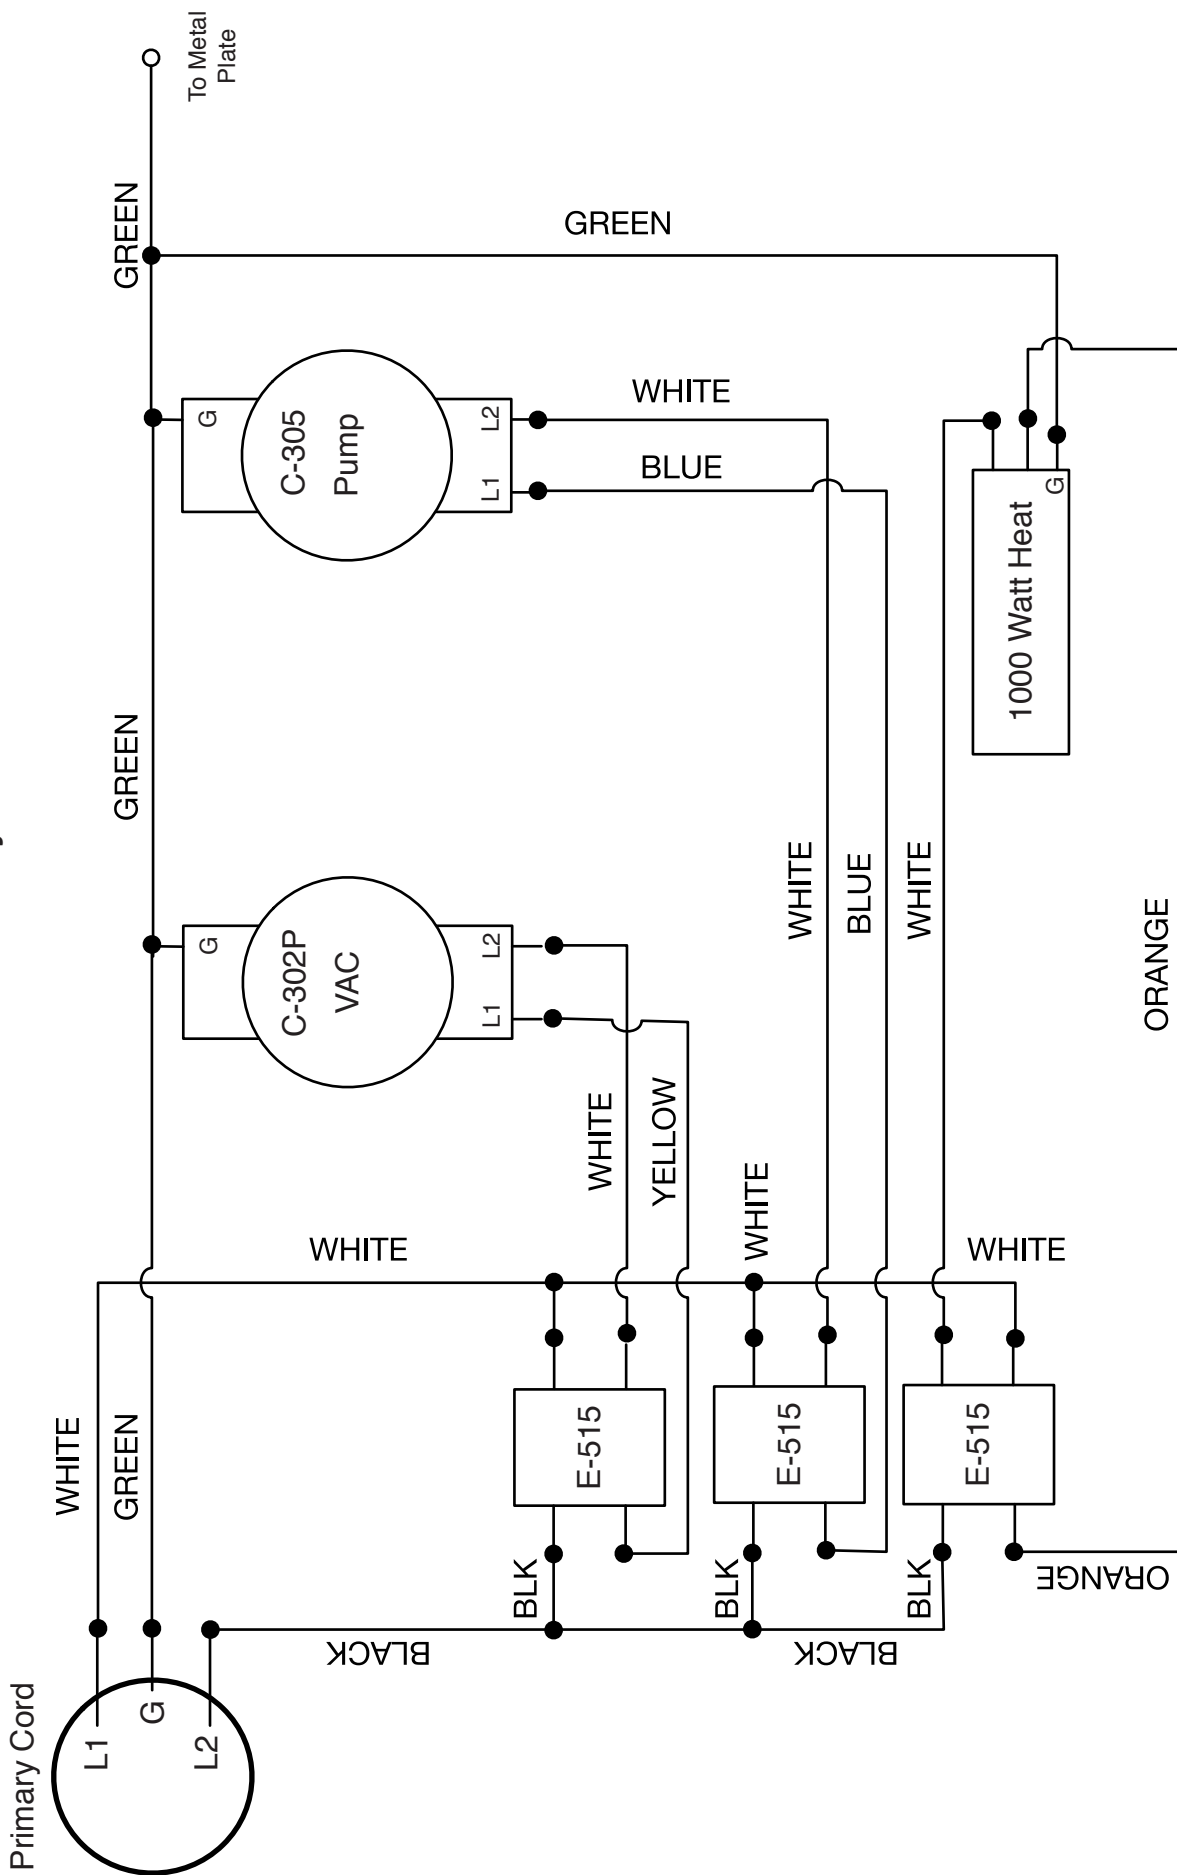 Primary Cord
WHITE
L1
GREEN
GREEN
GREEN
G
To Metal
Plate
L2
G
G
C-302P
VAC
C-305
Pump
WHITE
BLACK
L1
L2
L1
L2
BLK
E-515
WHITE
YELLOW
GREEN
WHITE
BLUE
BLK
E-515
WHITE
WHITE
BLUE
BLACK
BLK
E-515
WHITE
WHITE
1000 Watt Heat
G
ORANGE
ORANGE